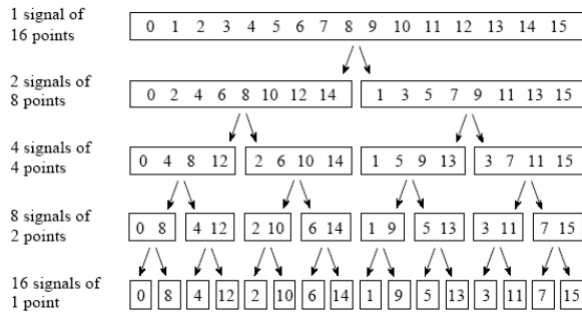 1 signal of
16 points
0 1 2 3 4 5 6 7 8 9 10 11 12 13 14 15
2 signals of
8 points
0 2 4 6 8 10 12 14
1 3 5 7 9 11 13 15
4 signals of
4 points
0 4 8 12
2 6 10 14
1 5 9 13
3 7 11 15
8 signals of
2 points
0 8
4 12
2 10
6 14
1 9
5 13
3 11
7 15
16 signals of
1 point
0
8
4
12
2
10
6
14
1
9
5
13
3
11
7
15